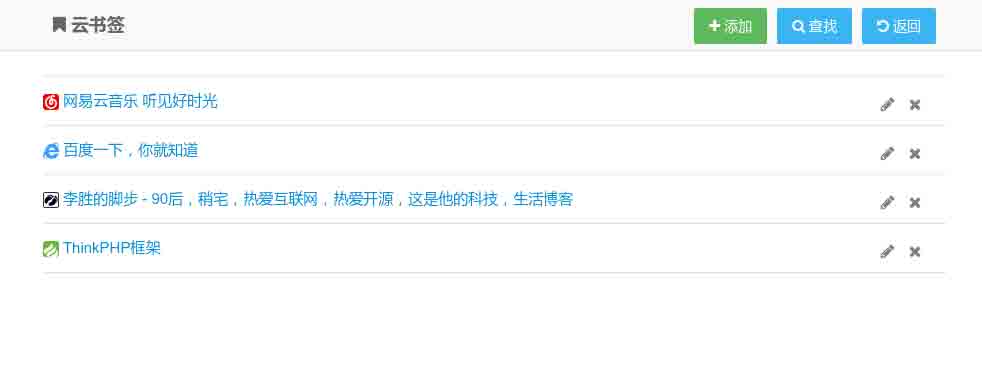 云书签
添加 查找 返回
网易云音乐 听见好时光
百度一下，你就知道
李胜的脚步 - 90后，稍宅，热爱互联网，热爱开源，这是他的科技，生活博客
ThinkPHP框架